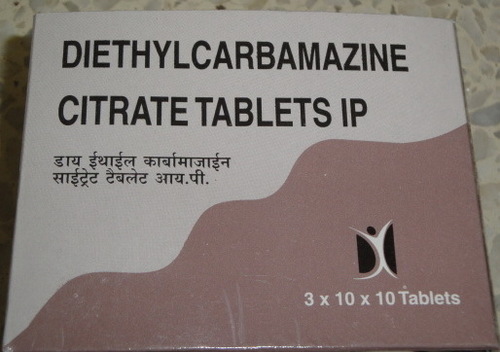 DIETHYLCARBAMAZINE
CITRATE TABLETS IP
डाय ईथाईल कार्बामाजाईन
साईट्रेट टैबलेट आय.पी.
3 x 10 x 10 Tablets